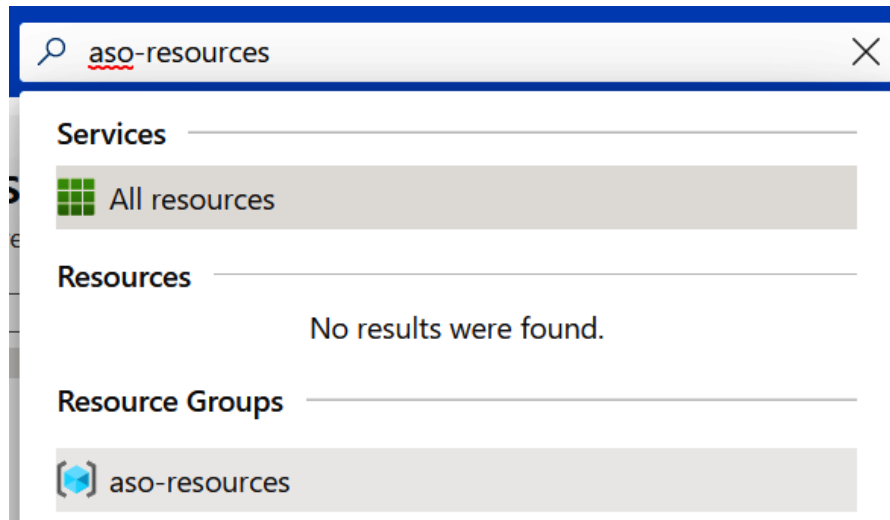 aso-resources
Services
All resources
Resources
No results were found.
Resource Groups
aso-resources